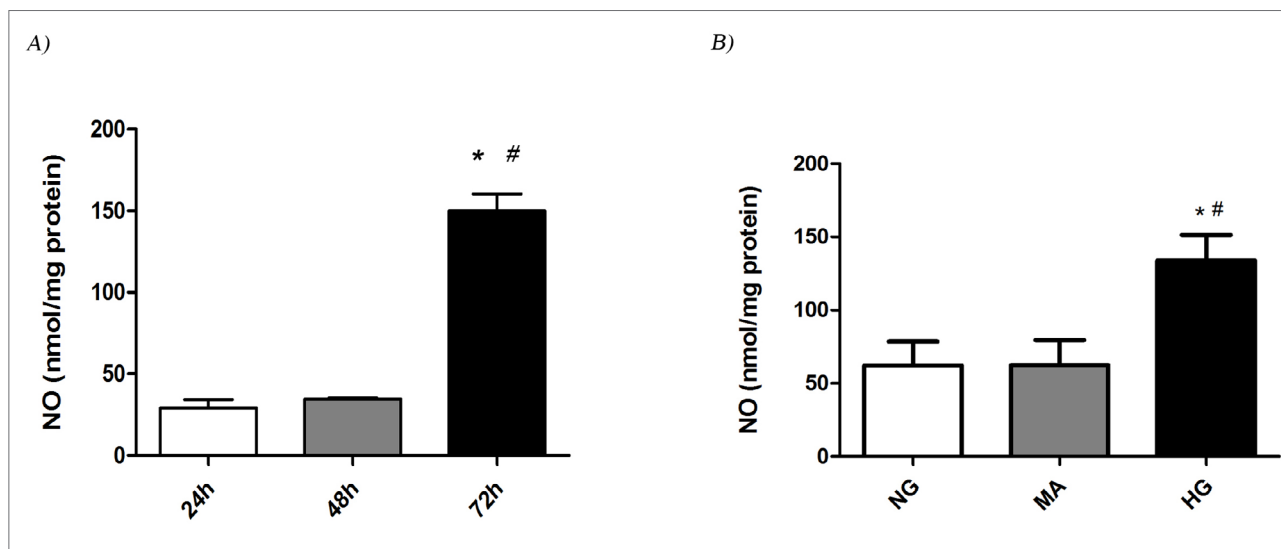 A)
NO (nmol/mg protein)
200
150
100
50
0
* #
24h
48h
72h
B)
NO (nmol/mg protein)
200
150
100
50
0
* #
NG
MA
HG